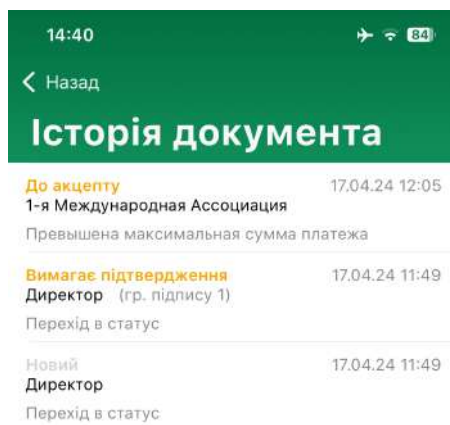 14:40
84
Назад
Історія документа
До акцепту 17.04.24 12:05
1-я Международная Ассоциация
Превышена максимальная сумма платежа
Вимагає підтвердження 17.04.24 11:49
Директор (гр. підпису 1)
Перехід в статус
Новий 17.04.24 11:49
Директор
Перехід в статус